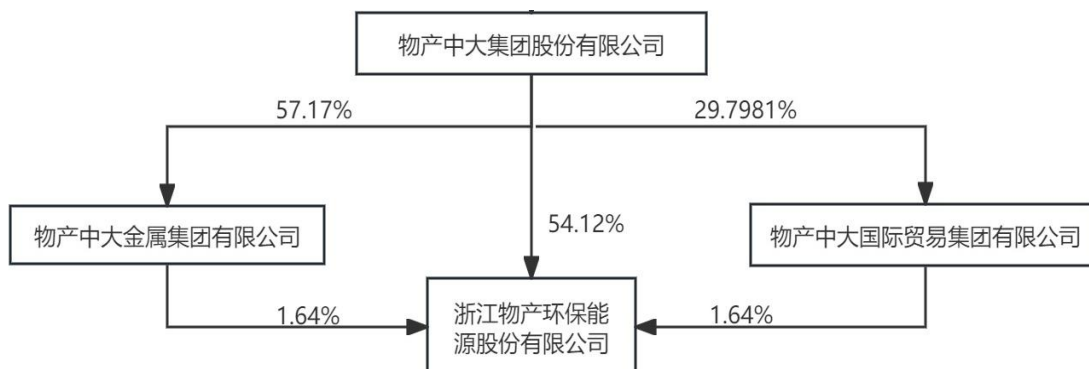 物产中大集团股份有限公司
57.17%
29.7981%
物产中大金属集团有限公司
54.12%
物产中大国际贸易集团有限公司
1.64%
浙江物产环保能
源股份有限公司
1.64%